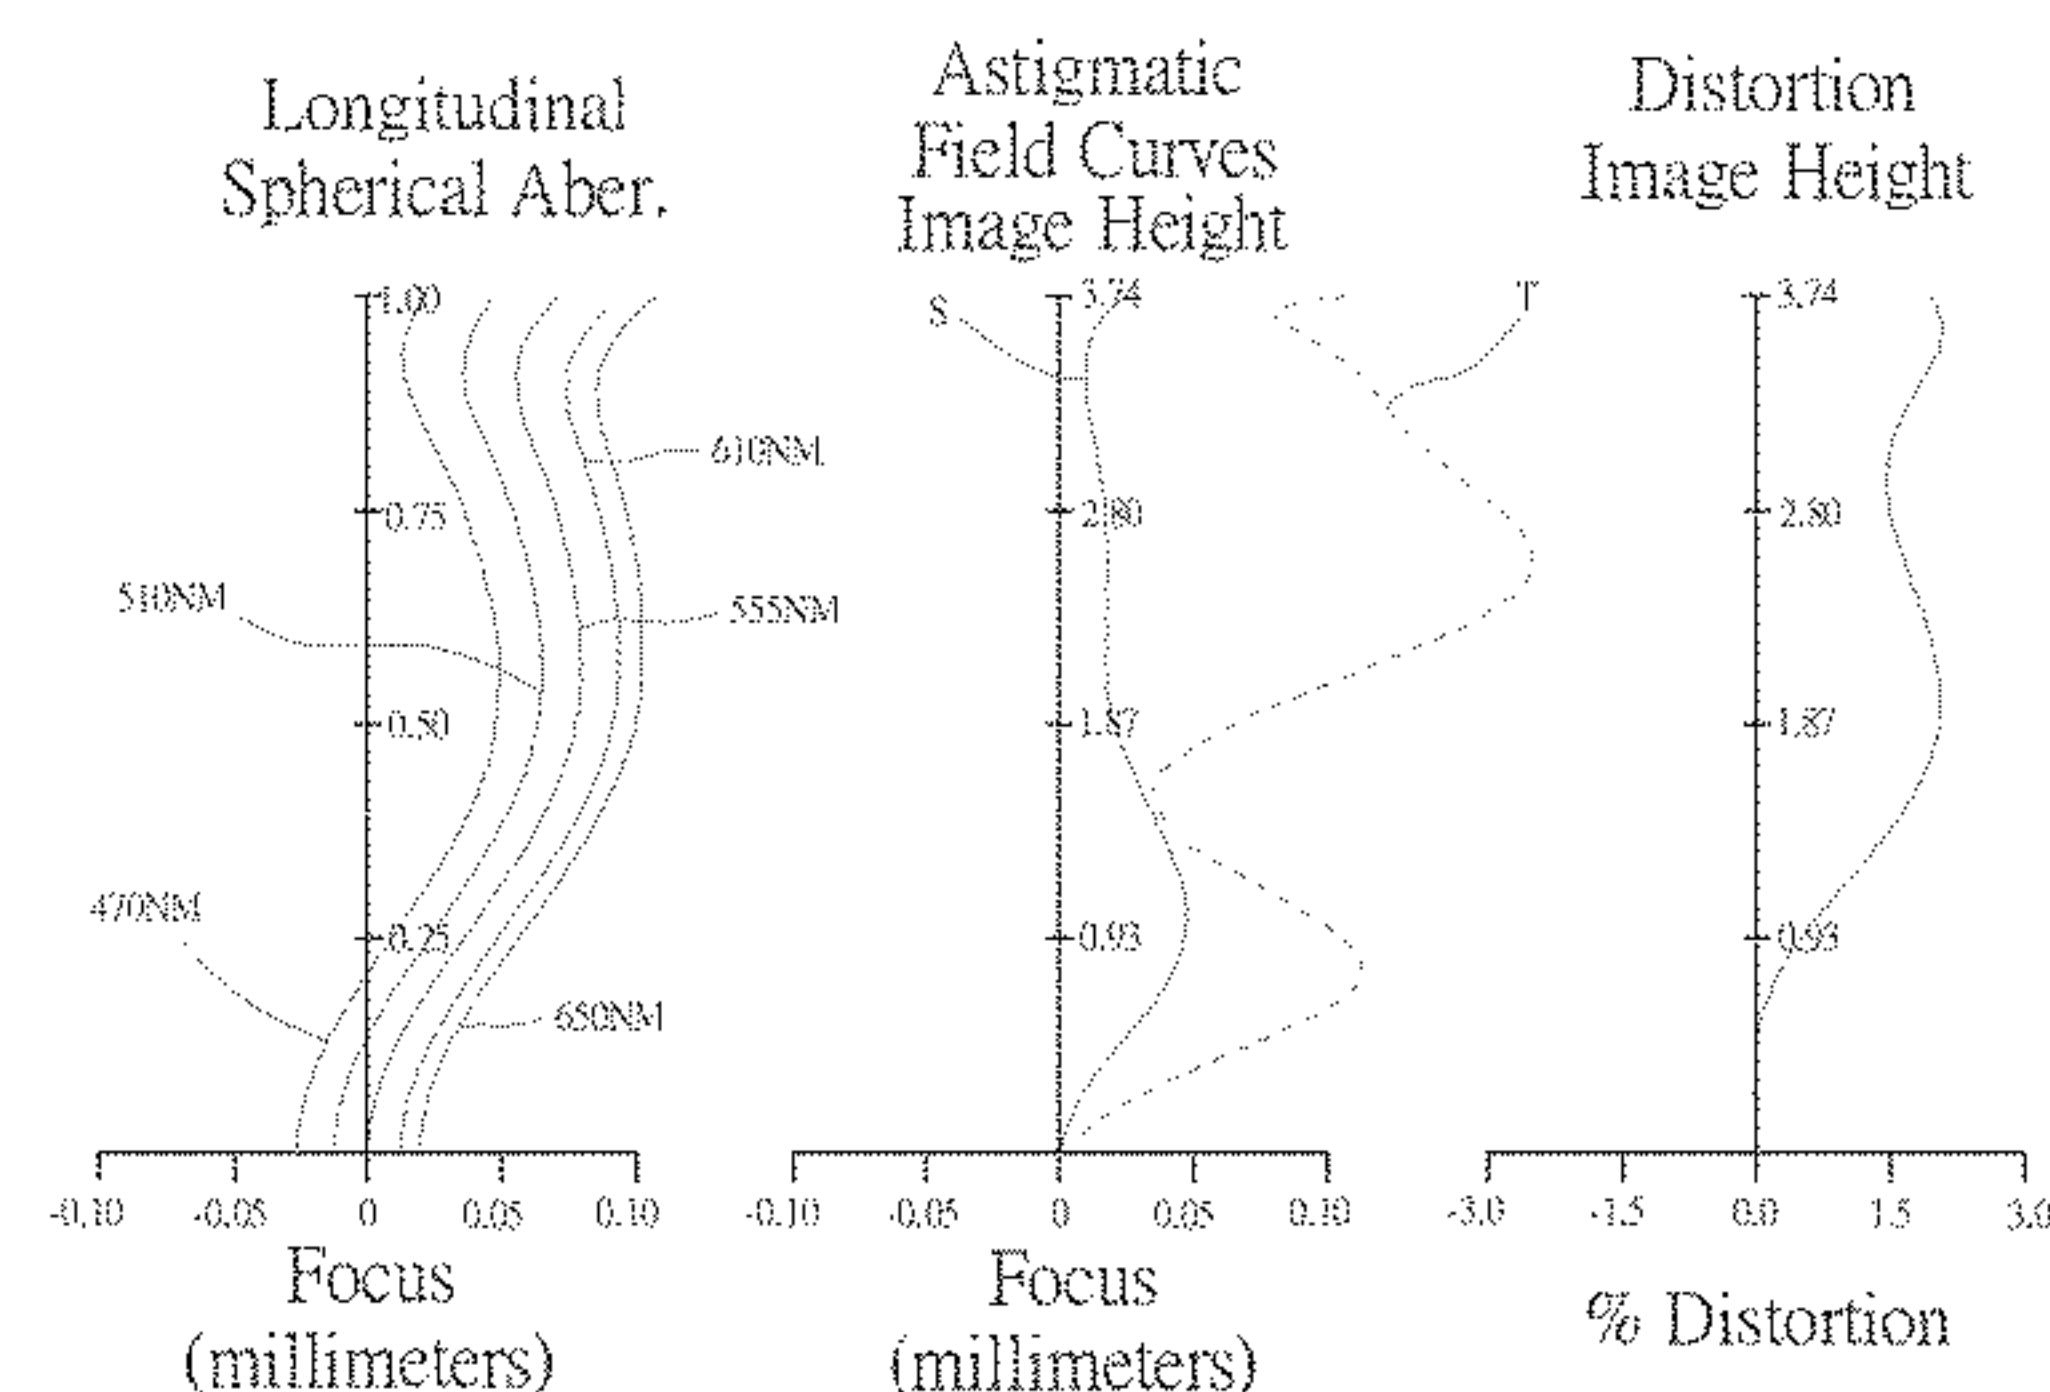 Longitudinal
Spherical Aber.
1.00
610NM
0.75
510NM
555NM
0.50
470NM
0.25
650NM
-0.10 -0.05 0 0.05 0.10
Focus
(millimeters)
Astigmatic
Field Curves
Image Height
S
3.74
T
2.80
1.87
0.93
-0.10 -0.05 0 0.05 0.10
Focus
(millimeters)
Distortion
Image Height
3.74
2.80
1.87
0.93
-3.0 -1.5 0.0 1.5 3.0
% Distortion